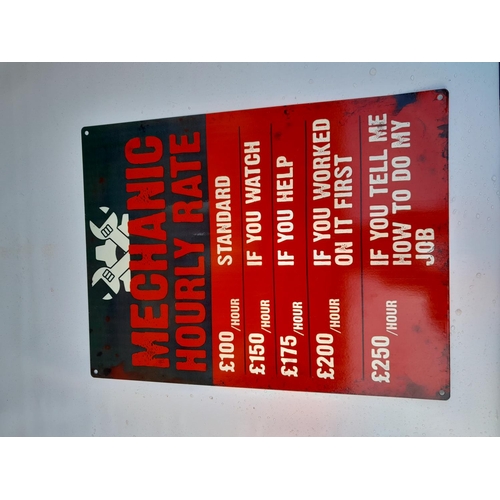 MECHANIC
HOURLY RATE
£100/HOUR STANDARD
£150/HOUR IF YOU WATCH
£175/HOUR IF YOU HELP
£200/HOUR IF YOU WORKED
ON IT FIRST
£250/HOUR IF YOU TELL ME
HOW TO DO MY
JOB